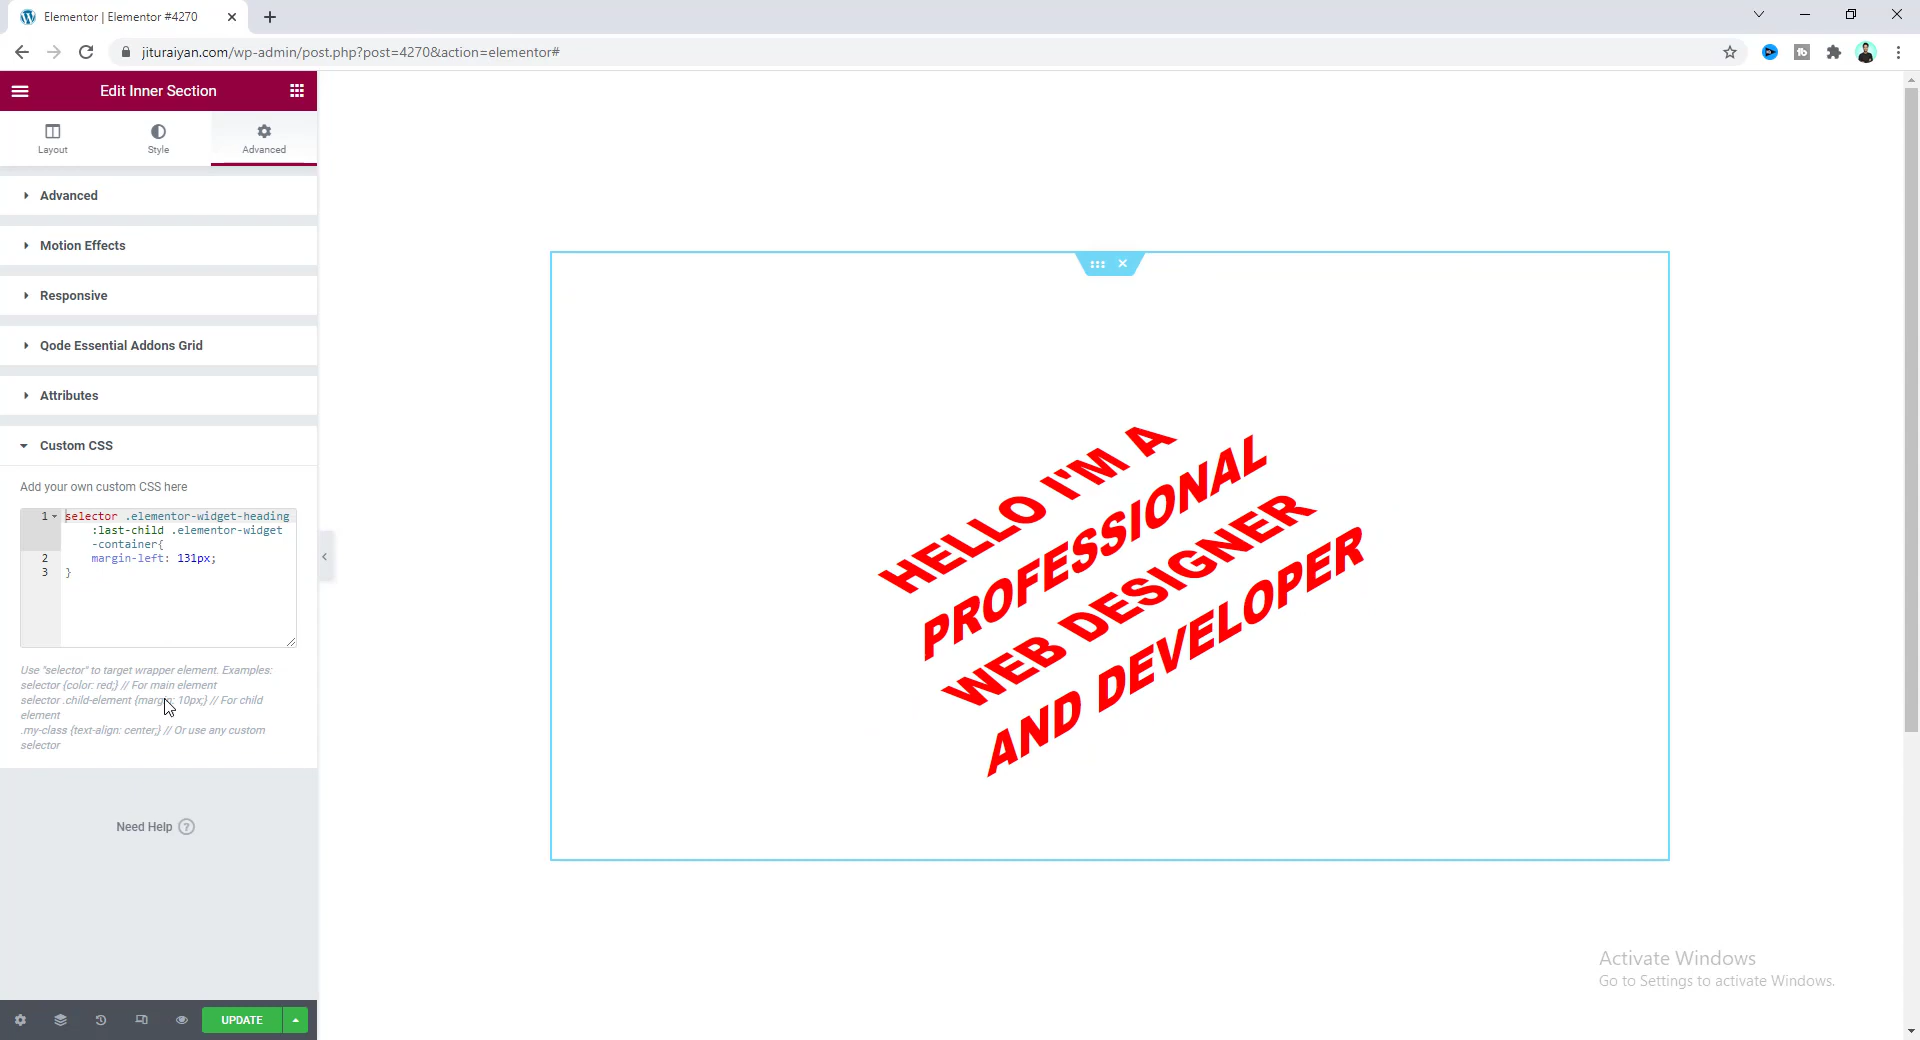 Elementor | Elementor #4270
jituraiyan.com/wp-admin/post.php?post=4270&action=elementor#
Edit Inner Section
Layout
Style
Advanced
Advanced
Motion Effects
Responsive
Qode Essential Addons Grid
Attributes
Custom CSS
Add your own custom CSS here
1 selector .elementor-widget-heading
:last-child .elementor-widget
-container{
2 margin-left: 131px;
3 }
Use "selector" to target wrapper element. Examples:
selector {color: red;} // For main element
selector .child-element {margin: 10px;} // For child
element
.my-class {text-align: center;} // Or use any custom
selector
Need Help ?
UPDATE
HELLO I'M A
PROFESSIONAL
WEB DESIGNER
AND DEVELOPER
Activate Windows
Go to Settings to activate Windows.